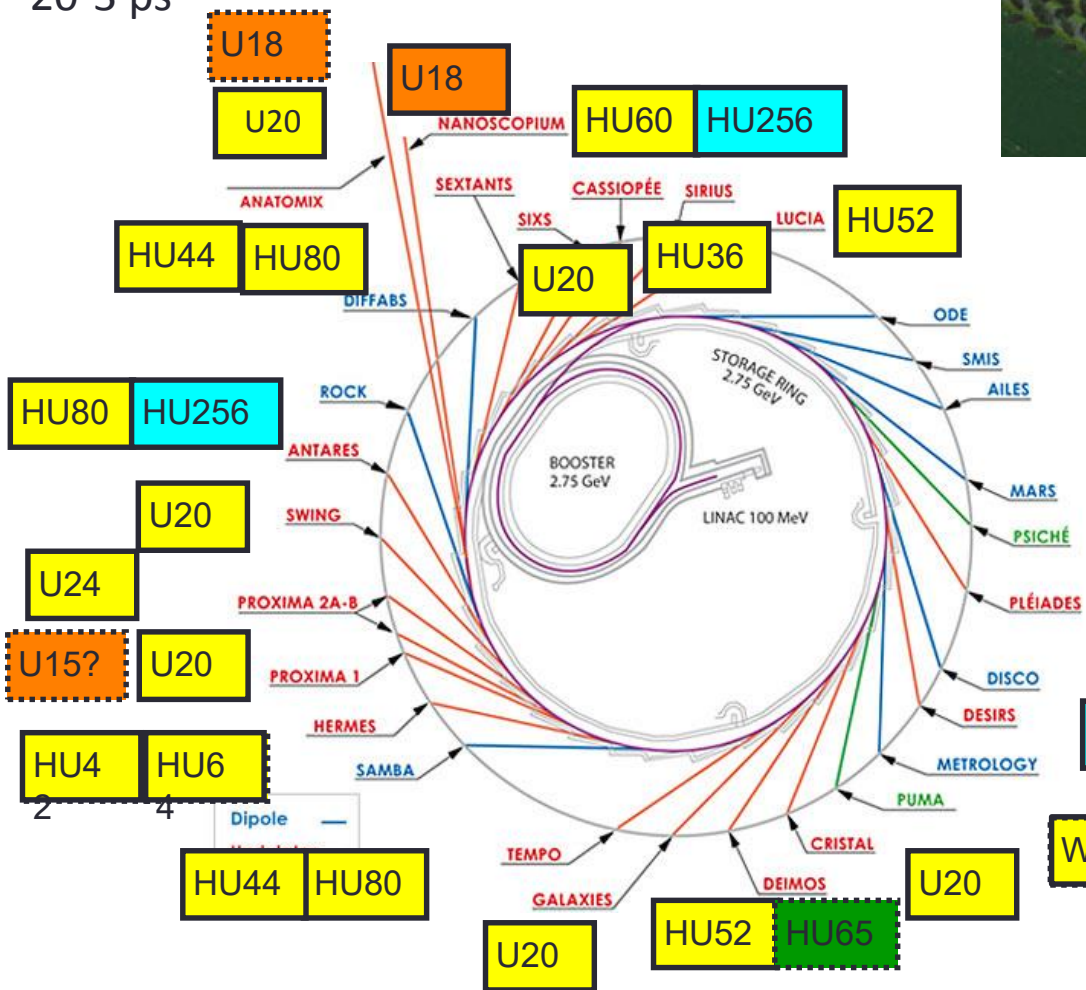 20-3 ps
U18
U18
U20
NANOSCOPIUM
HU60 HU256
ANATOMIX
SEXTANTS
CASSIOPÉE
SIRIUS
SIXS
LUCIA
HU52
HU44 HU80
U20
HU36
DIFFABS
ODE
SMIS
STORAGE RING
2.75 GeV
AILES
ROCK
HU80 HU256
ANTARES
BOOSTER
2.75 GeV
MARS
U20
SWING
LINAC 100 MeV
PSICHÉ
U24
PROXIMA 2A-B
PLÉIADES
U15? U20
PROXIMA 1
DISCO
HERMES
DESIRS
HU4
2
HU6
4
SAMBA
METROLOGY
PUMA
Dipole
TEMPO
CRISTAL
HU44 HU80
GALAXIES
DEIMOS
U20
W
HU52 HU65
U20